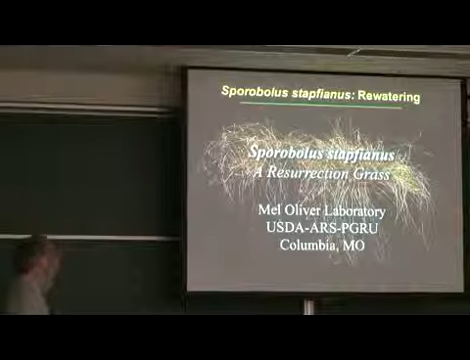 Sporobolus stapfianus: Rewatering
Sporobolus stapfianus
A Resurrection Grass
Mel Oliver Laboratory
USDA-ARS-PGRU
Columbia, MO